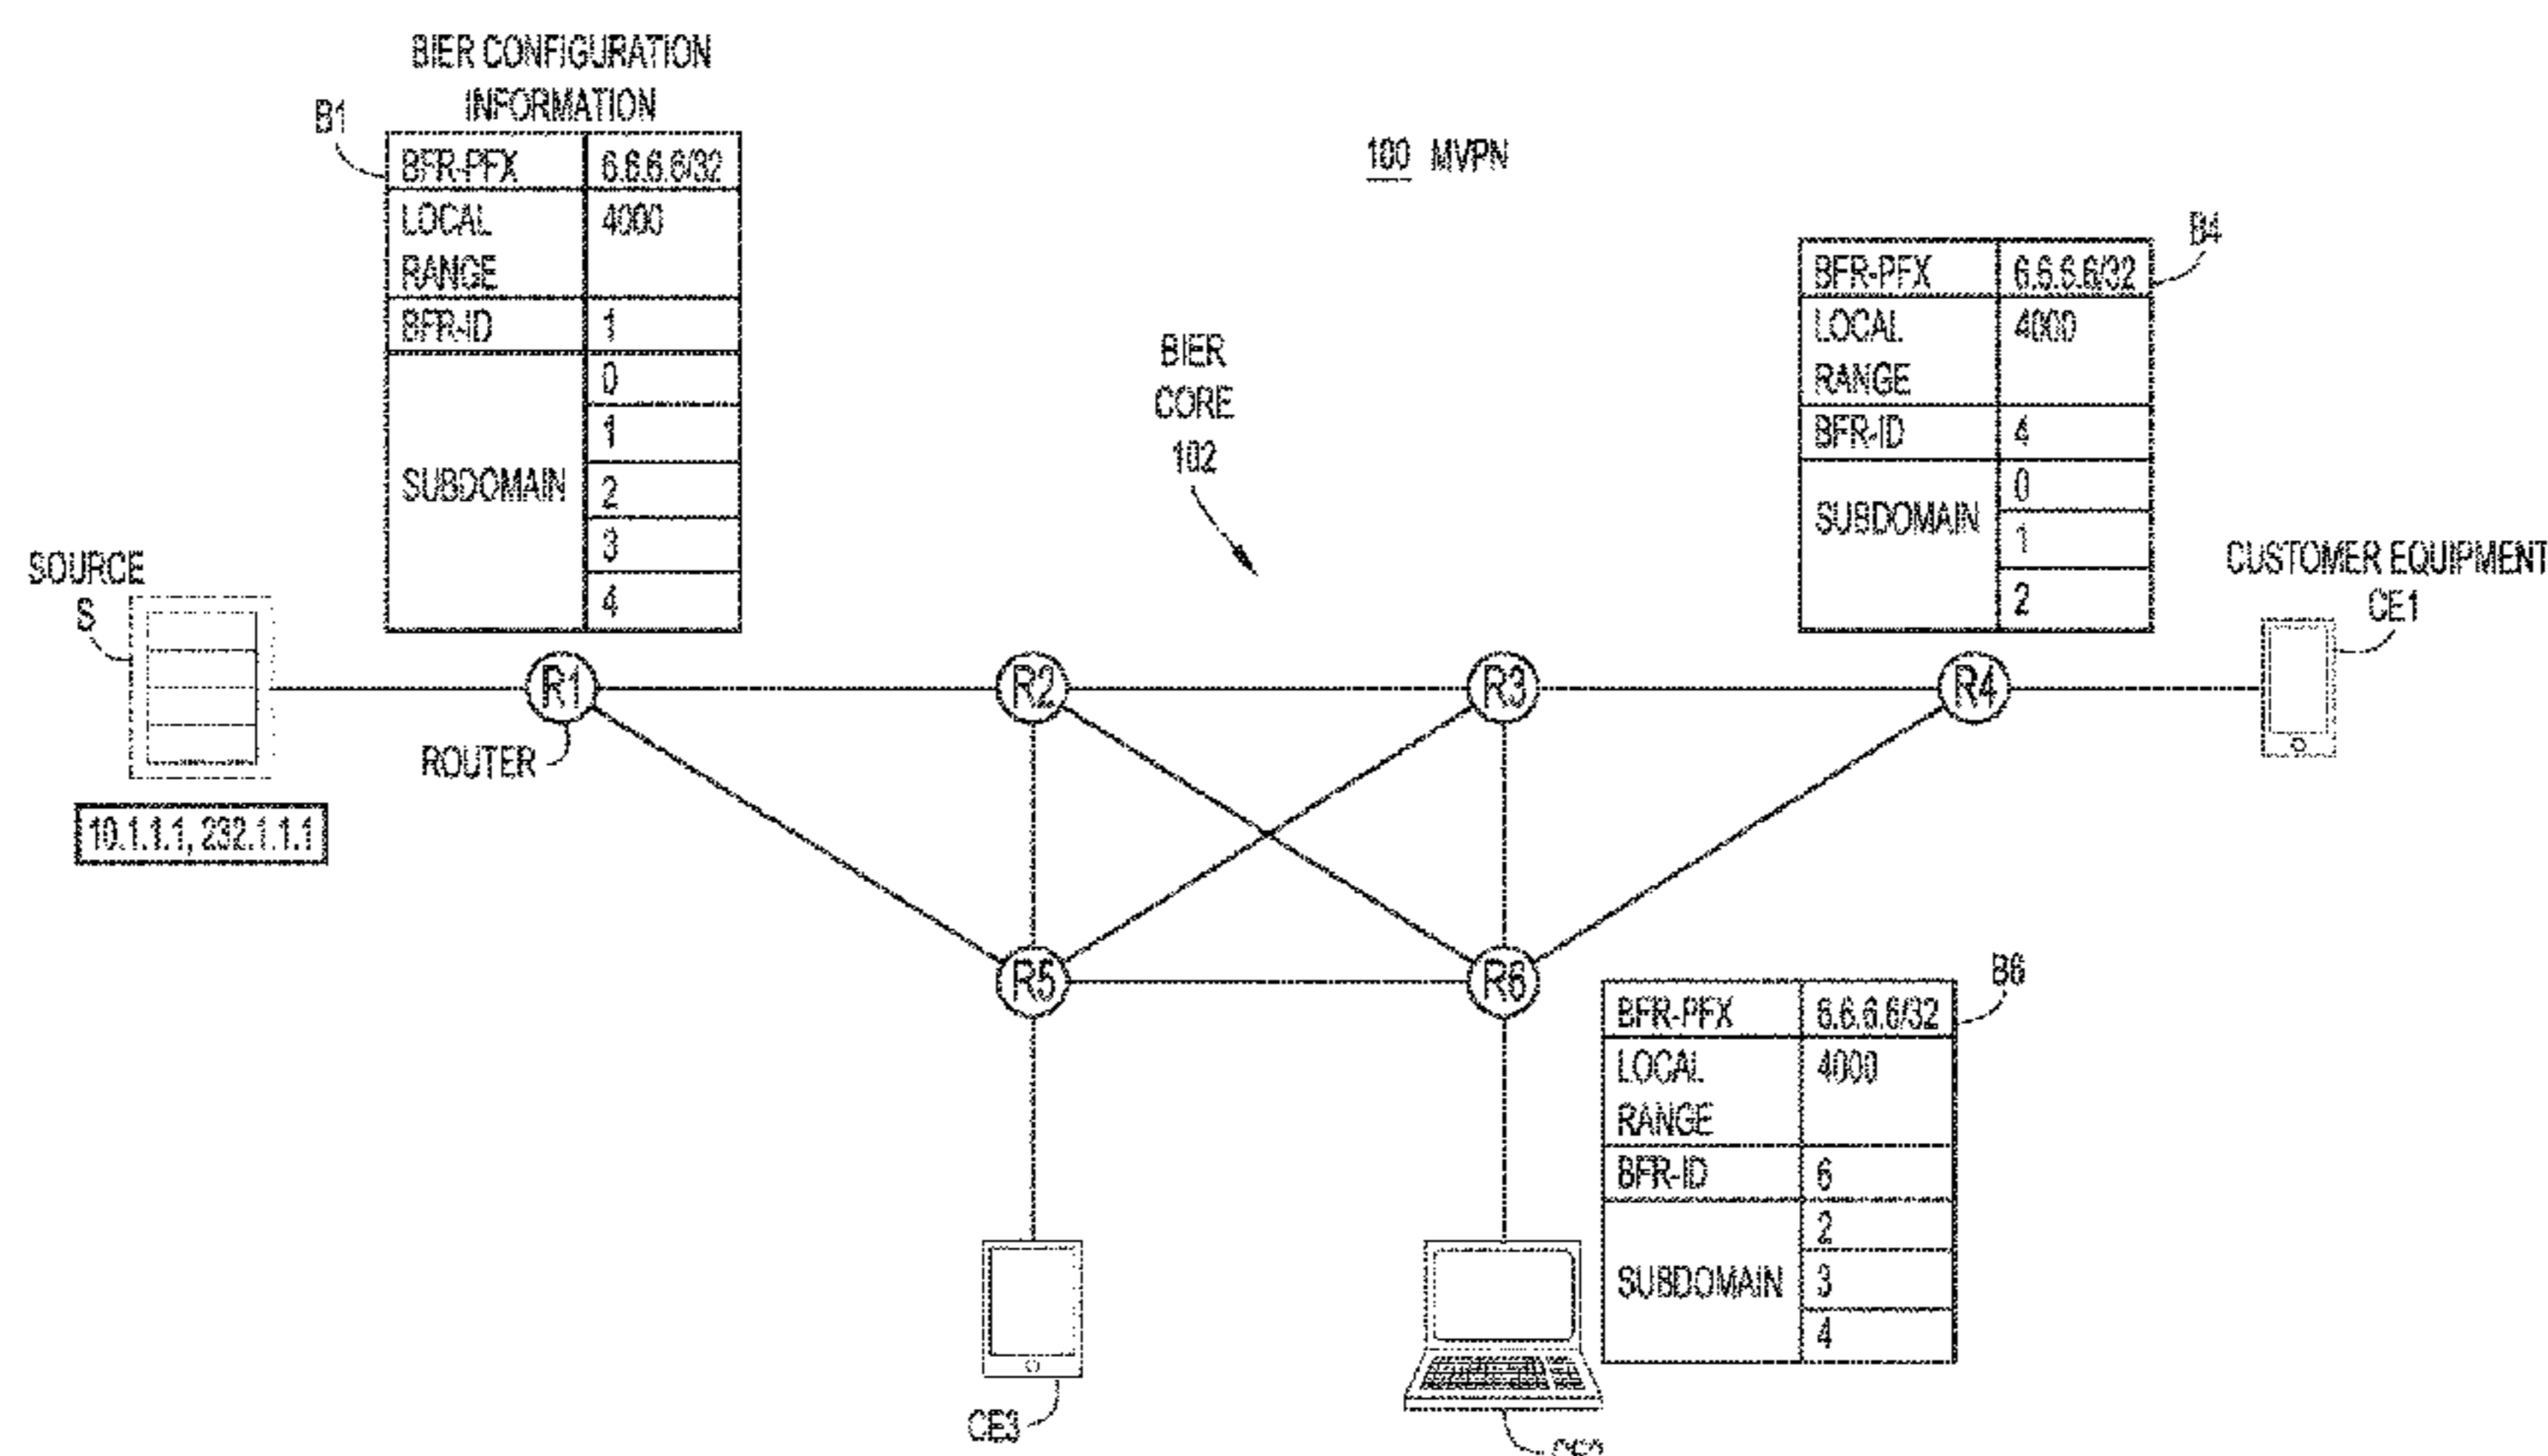 BIER CONFIGURATION
INFORMATION
B1
BFR-PFX 6.6.6.6/32
LOCAL 4000
RANGE
BFR-ID 1
SUBDOMAIN
0
1
2
3
4
100 MVPN
BIER
CORE
102
B4
BFR-PFX 6.6.6.6/32
LOCAL 4000
RANGE
BFR-ID 4
SUBDOMAIN
0
1
2
SOURCE
S
10.1.1.1, 232.1.1.1
CUSTOMER EQUIPMENT
CE1
R1
R2
R3
R4
ROUTER
R5
R6
B6
BFR-PFX 6.6.6.6/32
LOCAL 4000
RANGE
BFR-ID 6
SUBDOMAIN
2
3
4
CE3